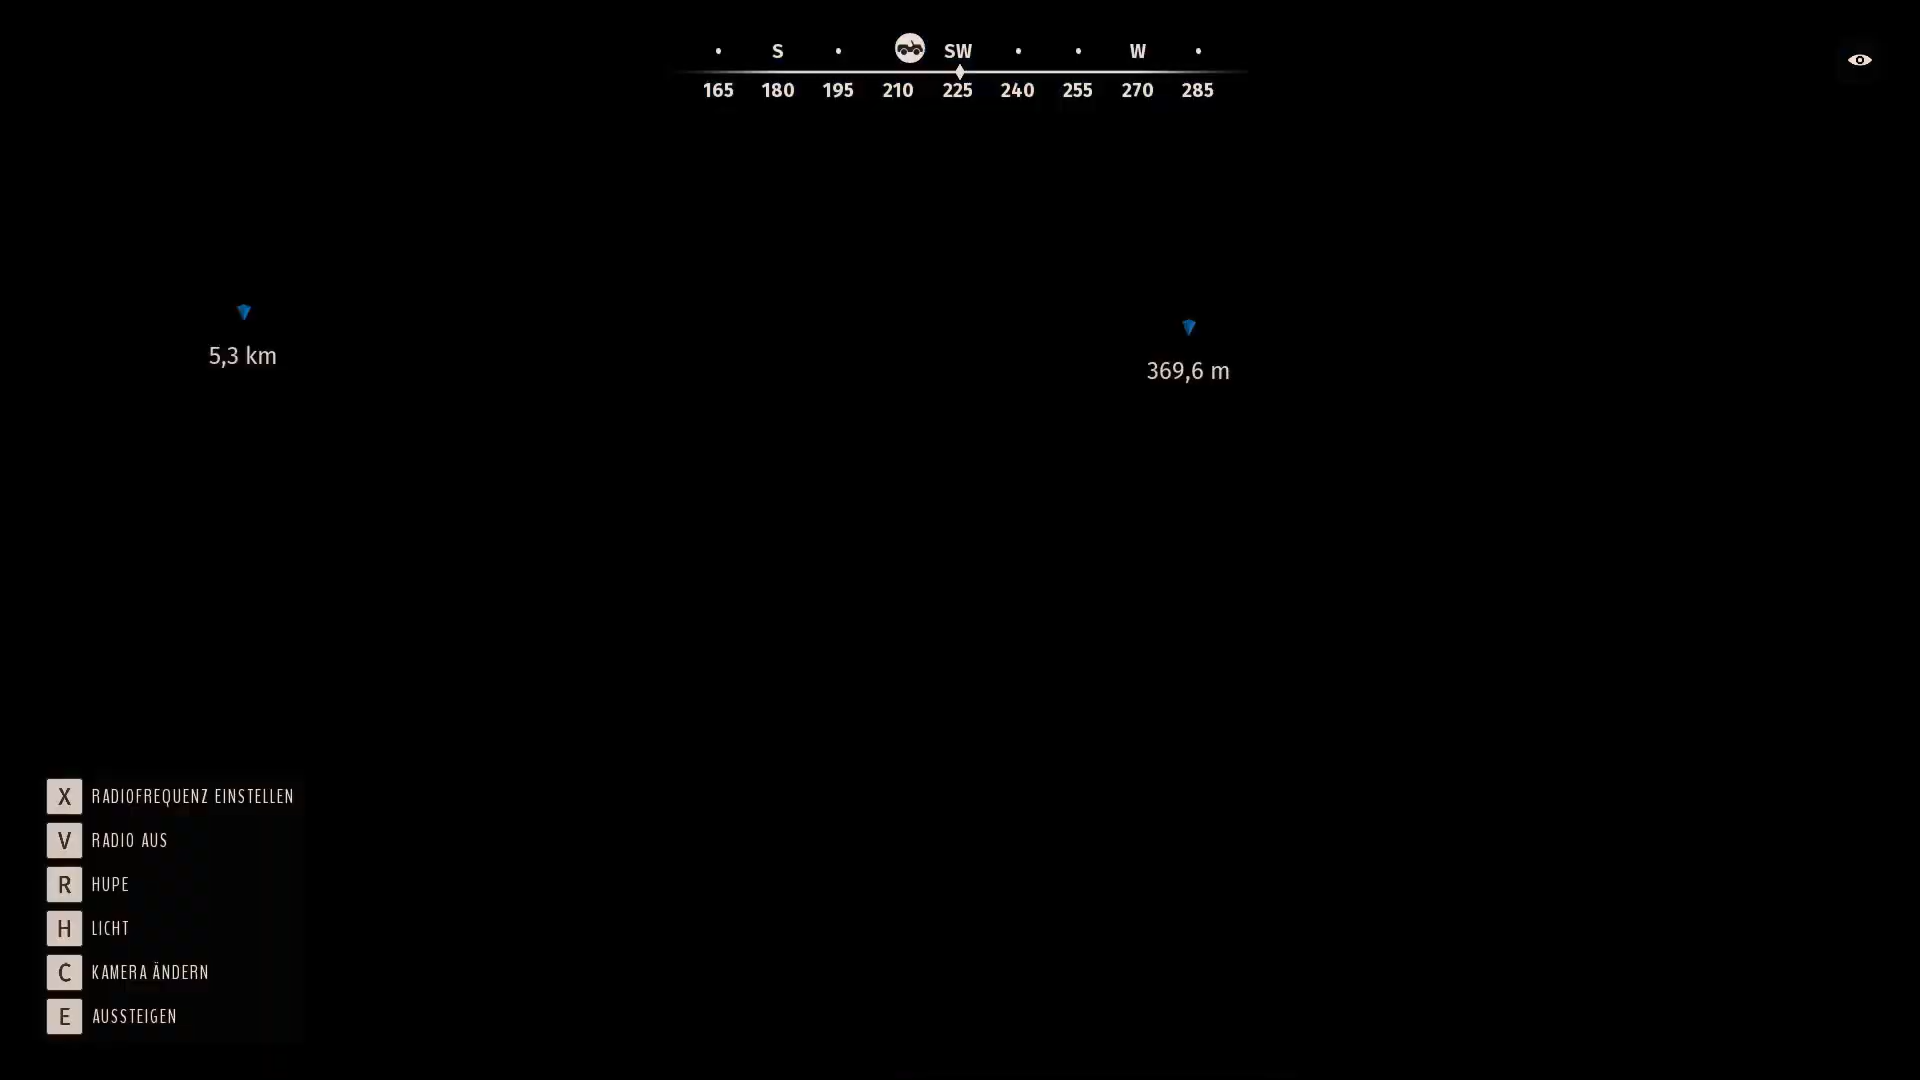 S SW W
165 180 195 210 225 240 255 270 285
5,3 km
369,6 m
X RADIOFREQUENZ EINSTELLEN
V RADIO AUS
R HUPE
H LICHT
C KAMERA ÄNDERN
E AUSSTEIGEN